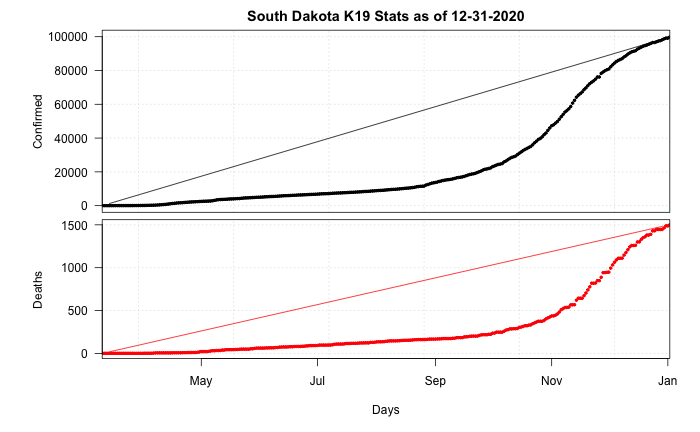 South Dakota K19 Stats as of 12-31-2020
100000
80000
60000
40000
20000
0
Confirmed
1500
1000
500
0
Deaths
May Jul Sep Nov Jan
Days